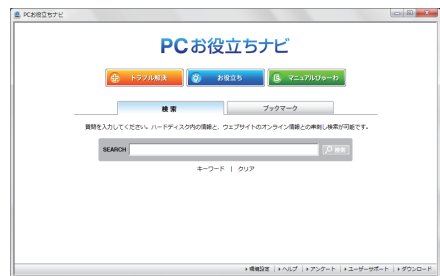 PCお役立ちナビ
PCお役立ちナビ
トラブル解決 お役立ち マニュアルびゅーわ
検索 ブックマーク
質問を入力してください。ハードディスク内の情報と、ウェブサイトのオンライン情報との串刺し検索が可能です。
SEARCH 検索
キーワード | クリア
環境設定 | ヘルプ | アンケート | ユーザーサポート | ダウンロード